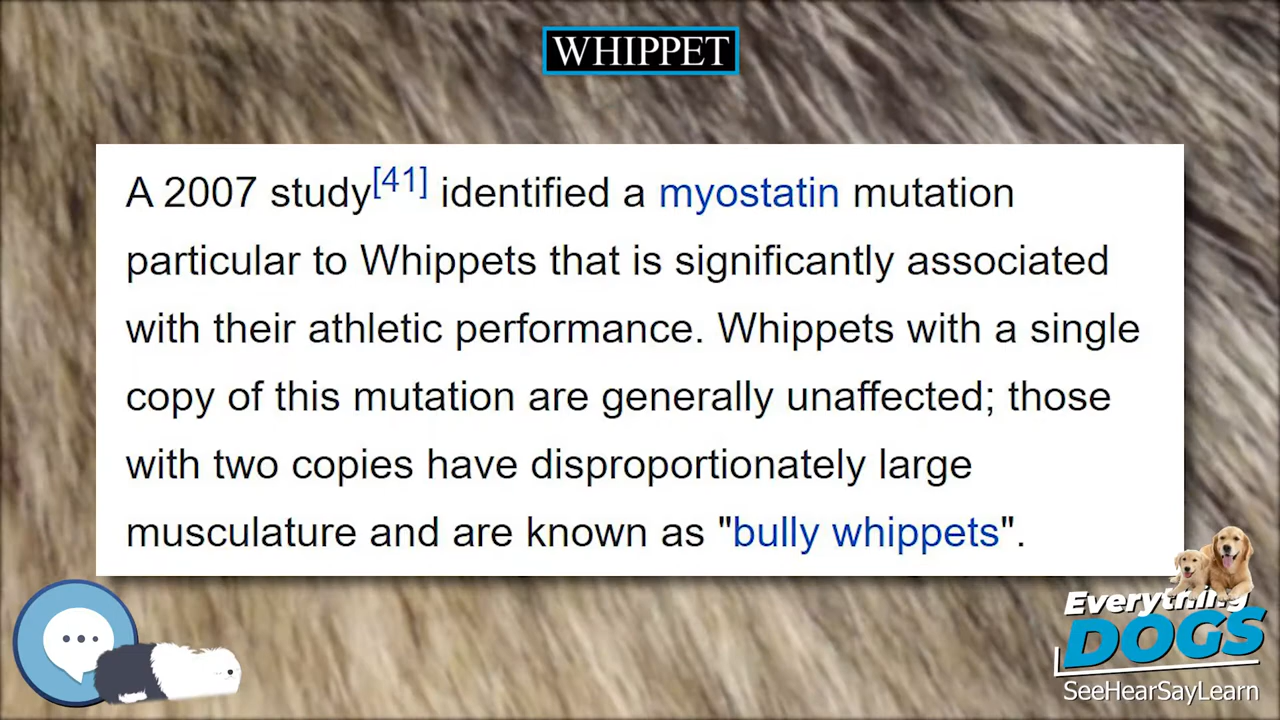 WHIPPET
A 2007 study[41] identified a myostatin mutation
particular to Whippets that is significantly associated
with their athletic performance. Whippets with a single
copy of this mutation are generally unaffected; those
with two copies have disproportionately large
musculature and are known as "bully whippets".
Everything
DOGS
SeeHearSayLearn